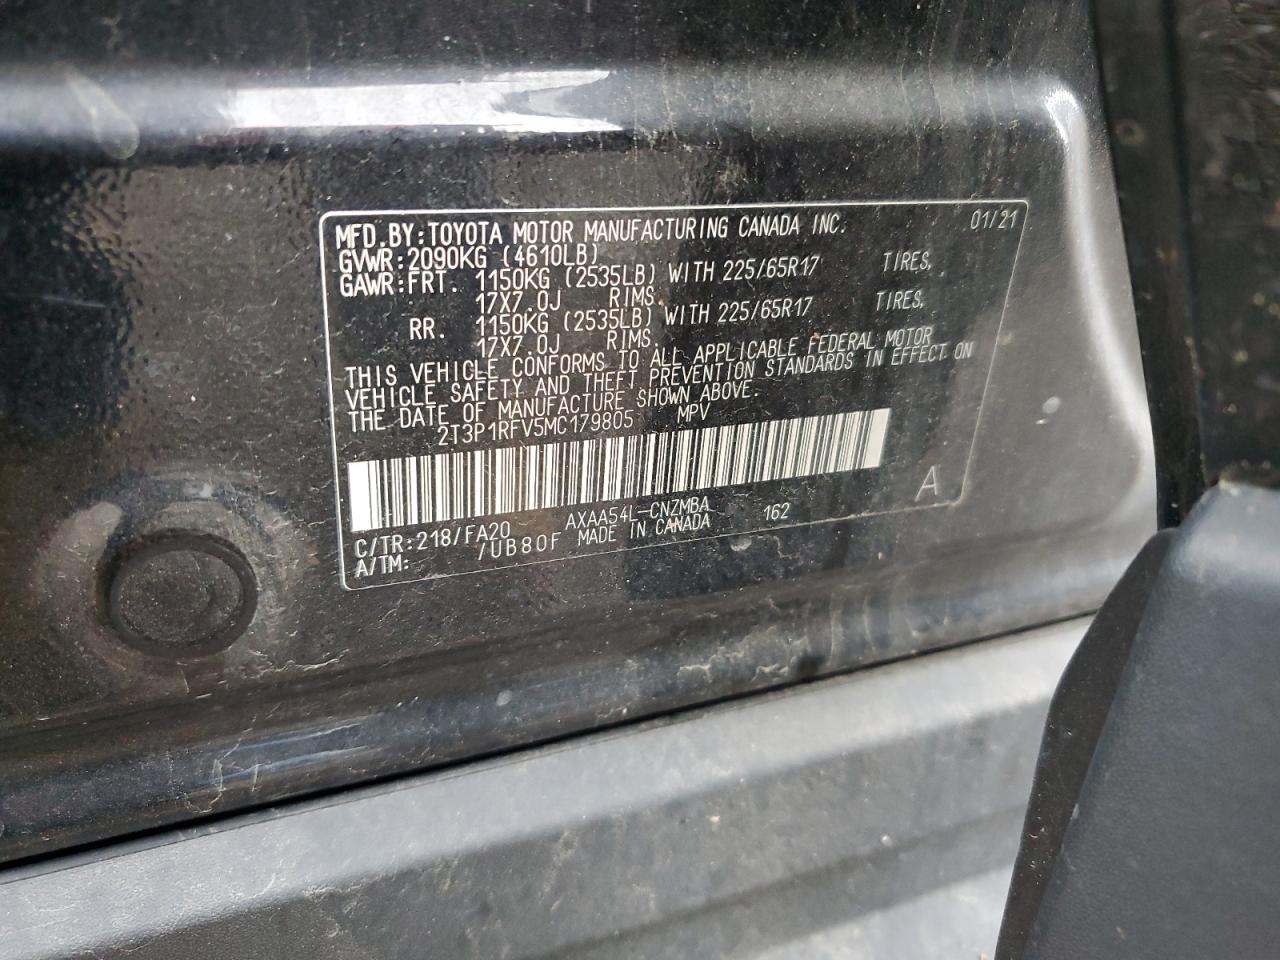 MFD.BY:TOYOTA MOTOR MANUFACTURING CANADA INC. 01/21
GVWR:2090KG (4610LB)
GAWR:FRT. 1150KG (2535LB) WITH 225/65R17 TIRES,
17X7.0J RIMS.
RR. 1150KG (2535LB) WITH 225/65R17 TIRES,
17X7.0J RIMS.
THIS VEHICLE CONFORMS TO ALL APPLICABLE FEDERAL MOTOR
VEHICLE SAFETY AND THEFT PREVENTION STANDARDS IN EFFECT ON
THE DATE OF MANUFACTURE SHOWN ABOVE.
2T3P1RFV5MC179805 MPV
A
C/TR:218/FA20 AXAA54L-CNZMBA 162
A/TM: /UB80F MADE IN CANADA